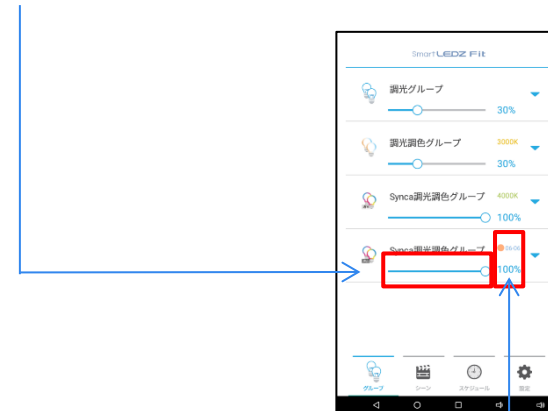 Smart LEDZ Fit
調光グループ
30%
調光調色グループ 3000K
30%
Synca調光調色グループ 4000K
100%
Synca調光調色グループ
100%
グループ シーン スケジュール 設定